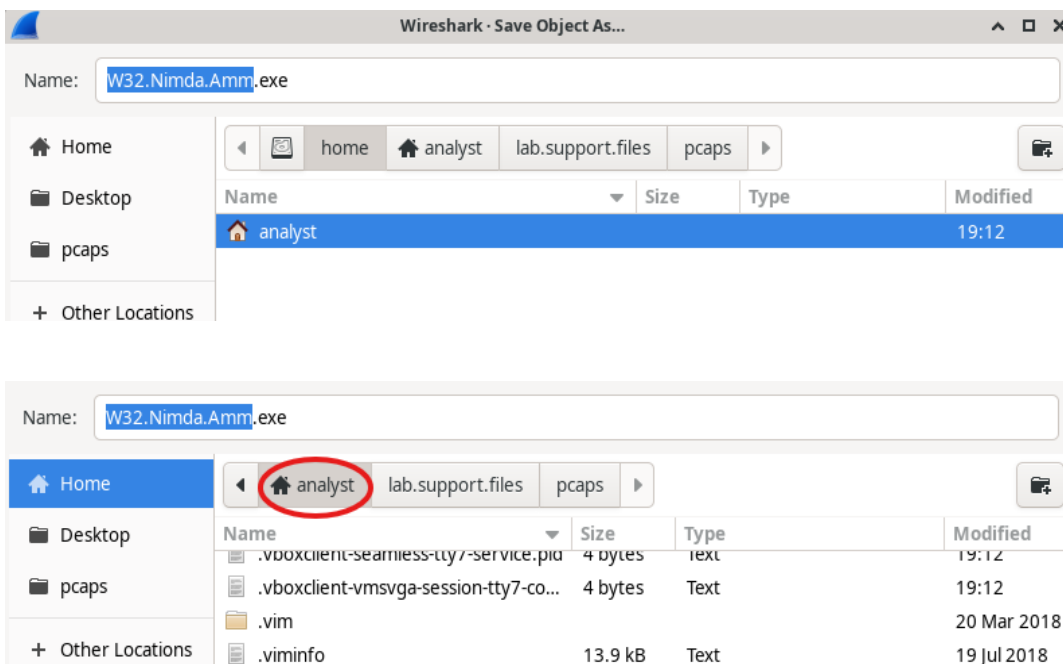 Wireshark · Save Object As...
Name: W32.Nimda.Amm.exe
Home
home analyst lab.support.files pcaps
Desktop
Name Size Type Modified
analyst 19:12
pcaps
+ Other Locations
Name: W32.Nimda.Amm.exe
Home
analyst lab.support.files pcaps
Desktop
Name Size Type Modified
.vboxclient-seamless-tty7-service.pid 4 bytes Text 19:12
pcaps
.vboxclient-vmsvga-session-tty7-co... 4 bytes Text 19:12
.vim 20 Mar 2018
+ Other Locations
.viminfo 13.9 kB Text 19 Jul 2018